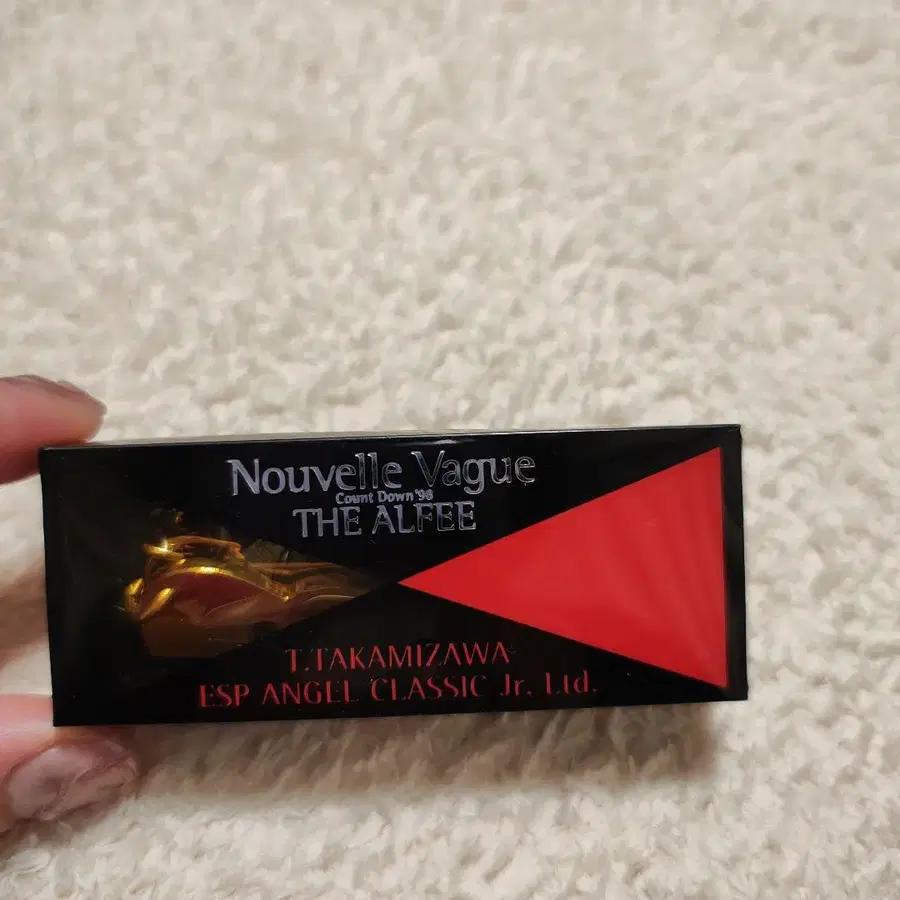 Nouvelle Vague
Count Down '98
THE ALFEE
T.TAKAMIZAWA
ESP ANGEL CLASSIC Jr. Ltd.